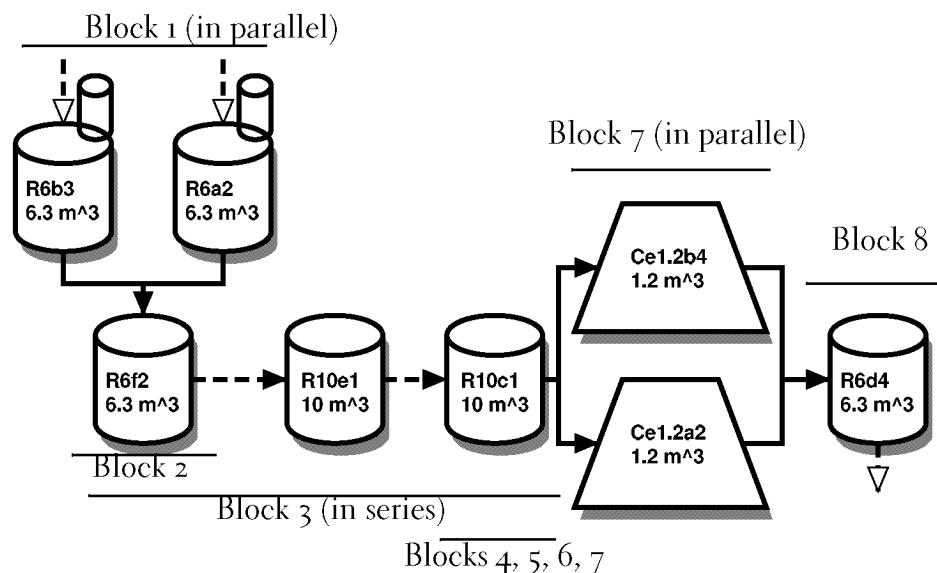 Block 1 (in parallel)
R6b3
6.3 m^3
R6a2
6.3 m^3
Block 7 (in parallel)
Ce1.2b4
1.2 m^3
Block 8
R6f2
6.3 m^3
R10e1
10 m^3
R10c1
10 m^3
R6d4
6.3 m^3
Ce1.2a2
1.2 m^3
Block 2
Block 3 (in series)
Blocks 4, 5, 6, 7